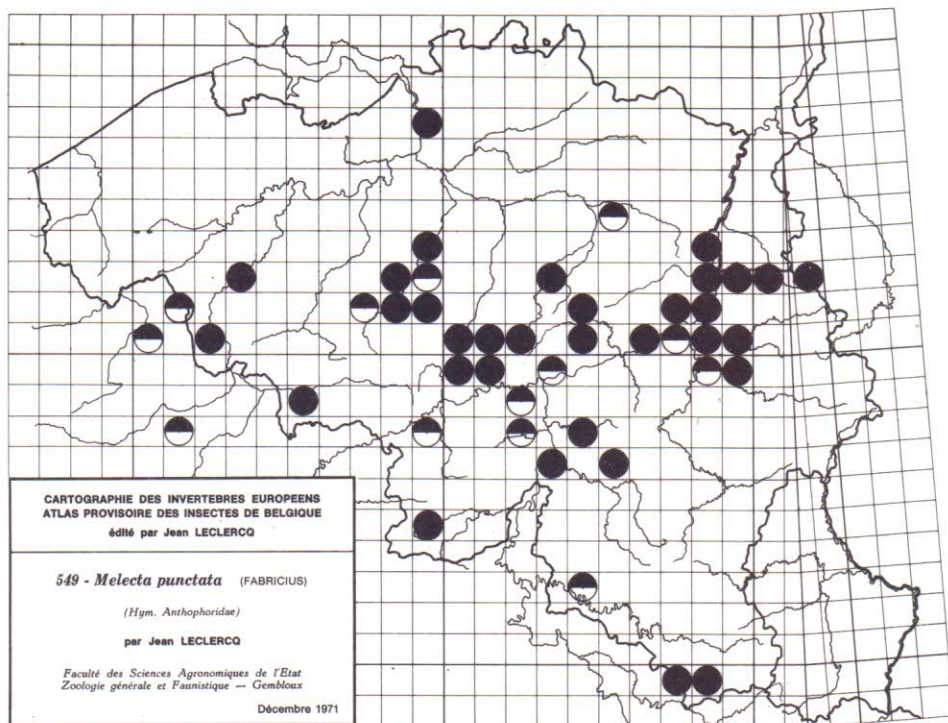 CARTOGRAPHIE DES INVERTEBRES EUROPEENS
ATLAS PROVISOIRE DES INSECTES DE BELGIQUE
édité par Jean LECLERCQ
549 - Melecta punctata (FABRICIUS)
(Hym. Anthophoridae)
par Jean LECLERCQ
Faculté des Sciences Agronomiques de l'Etat
Zoologie générale et Faunistique — Gembloux
Décembre 1971